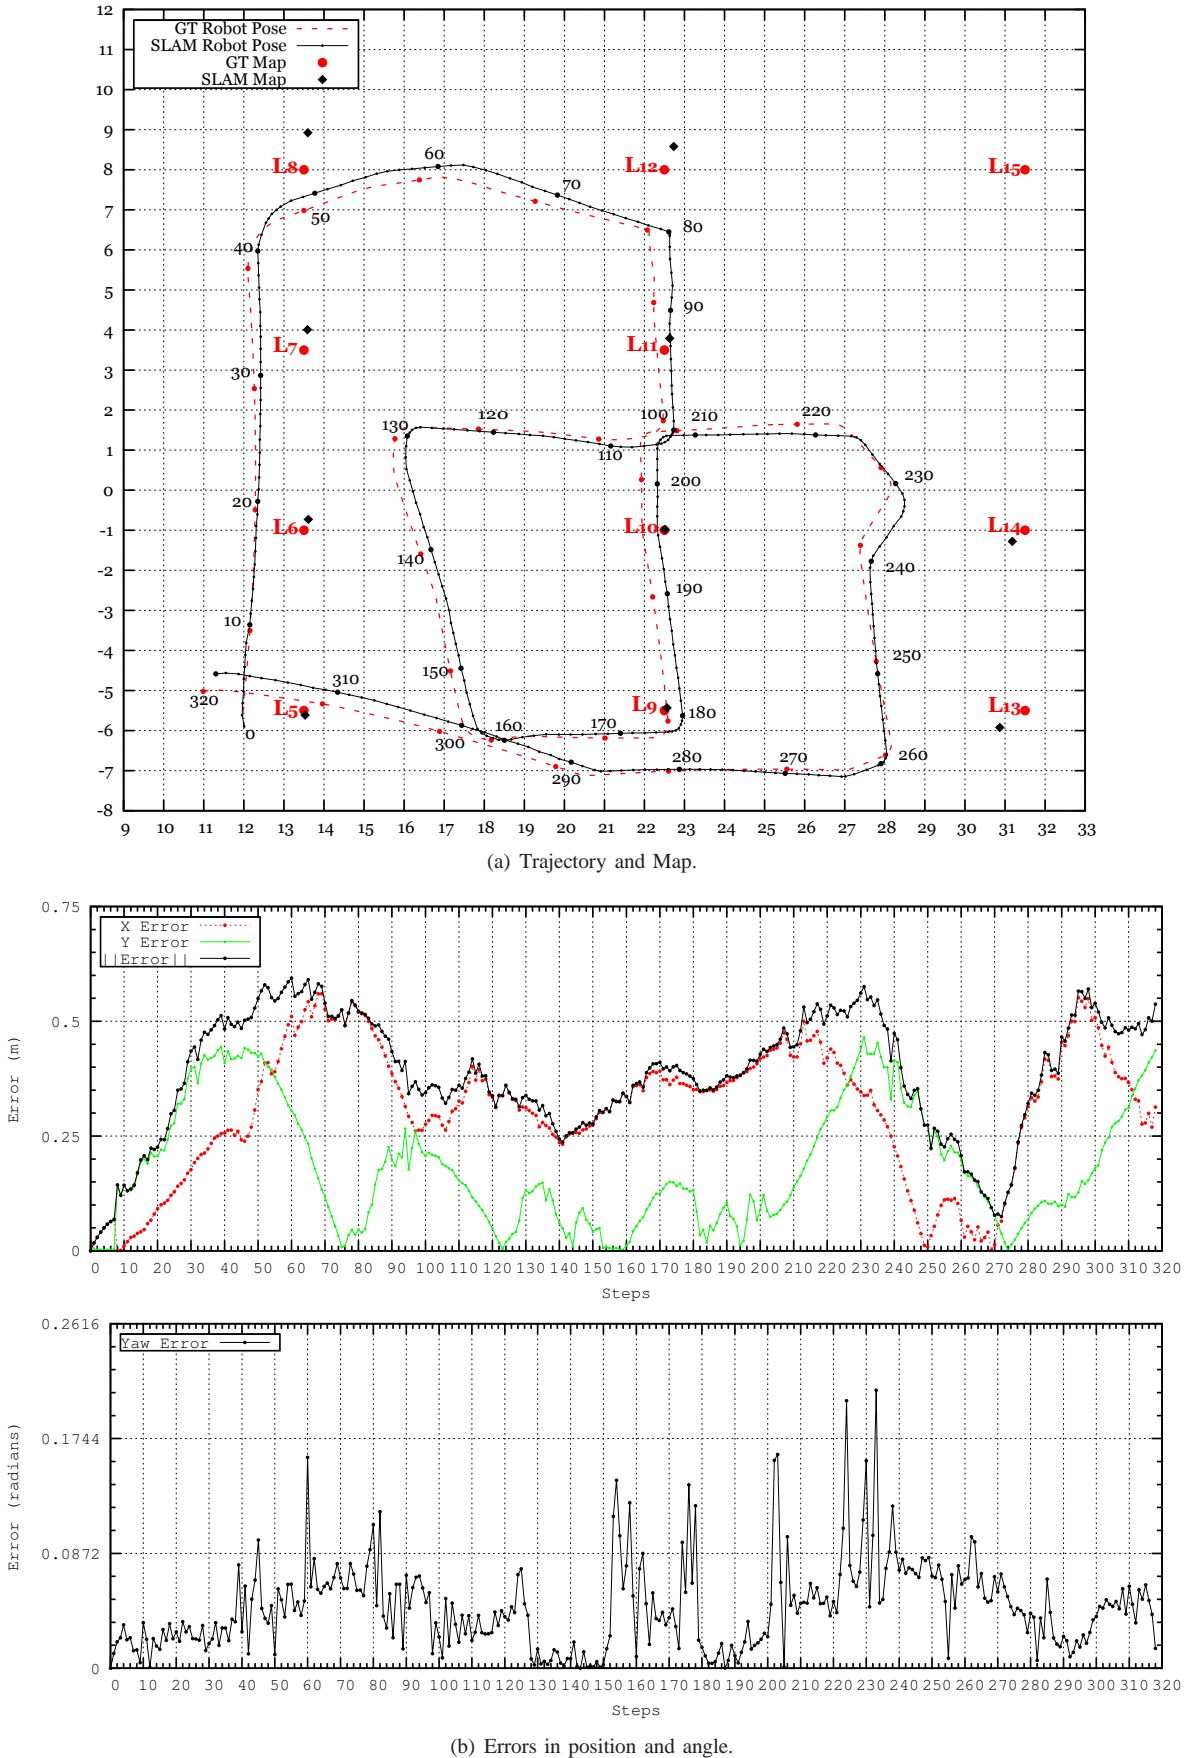 12
11
10
9
8
7
6
5
4
3
2
1
0
-1
-2
-3
-4
-5
-6
-7
-8
GT Robot Pose
SLAM Robot Pose
GT Map
SLAM Map
L8 L12 L15
L7 L11
L6 L10 L14
L5 L9 L13
0 10 20 30 40 50 60 70 80 90 100 110 120 130 140 150 160 170 180 190 200 210 220 230 240 250 260 270 280 290 300 310 320
9 10 11 12 13 14 15 16 17 18 19 20 21 22 23 24 25 26 27 28 29 30 31 32 33
(a) Trajectory and Map.
0.75
0.5
0.25
0
Error (m)
X Error
Y Error
||Error||
0 10 20 30 40 50 60 70 80 90 100 110 120 130 140 150 160 170 180 190 200 210 220 230 240 250 260 270 280 290 300 310 320
Steps
0.2616
0.1744
0.0872
0
Error (radians)
Yaw Error
0 10 20 30 40 50 60 70 80 90 100 110 120 130 140 150 160 170 180 190 200 210 220 230 240 250 260 270 280 290 300 310 320
Steps
(b) Errors in position and angle.